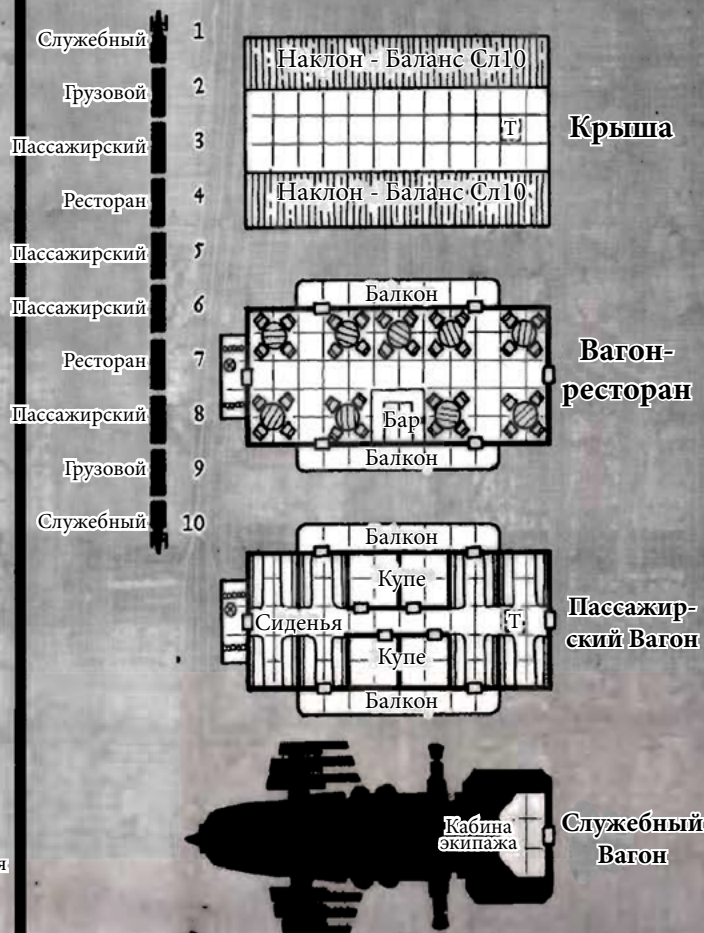 Служебный 1
Грузовой 2
Пассажирский 3
Ресторан 4
Пассажирский 5
Пассажирский 6
Ресторан 7
Пассажирский 8
Грузовой 9
Служебный 10
Наклон - Баланс Сл10
Т
Наклон - Баланс Сл10
Крыша
Балкон
Бар
Балкон
Вагон-
ресторан
Балкон
Купе
Сиденья
Т
Купе
Балкон
Пассажир-
ский Вагон
Кабина
экипажа
Служебный
Вагон
я